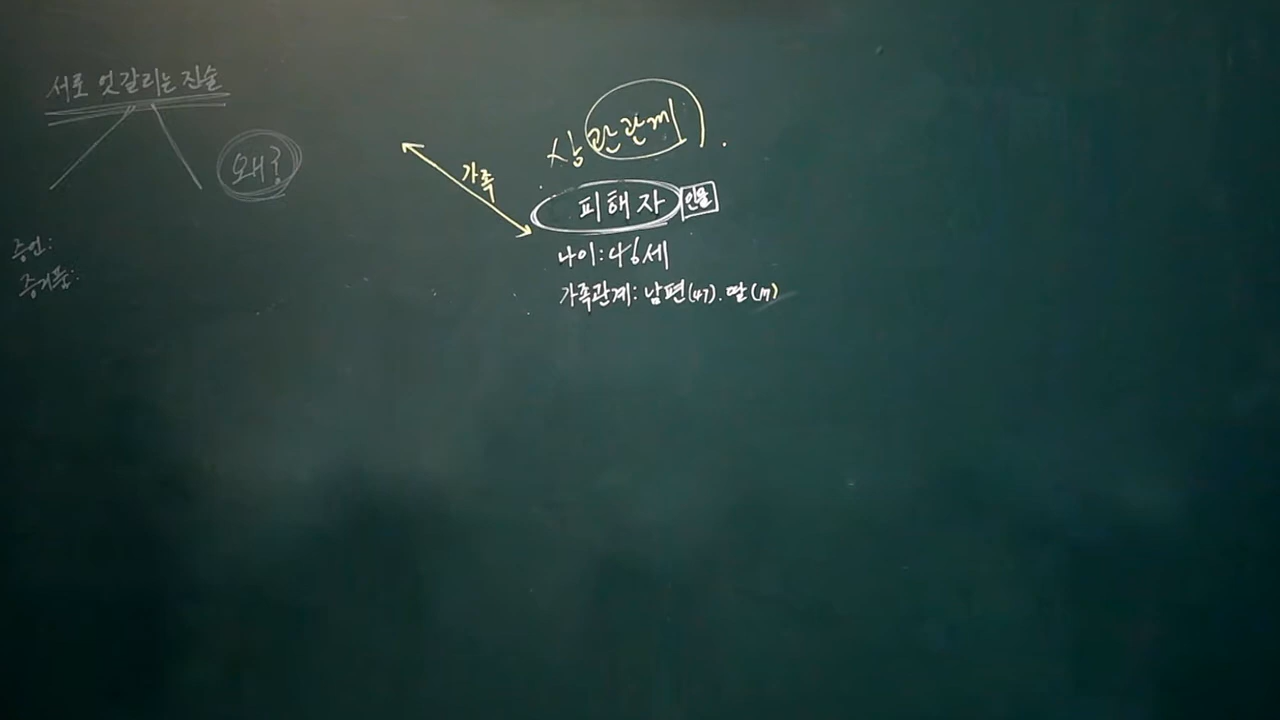 서로 엇갈리는 진술
왜?
증인:
증거품:
가족
상관관계
피해자 인물
나이: 46세
가족관계: 남편(47). 딸(17)